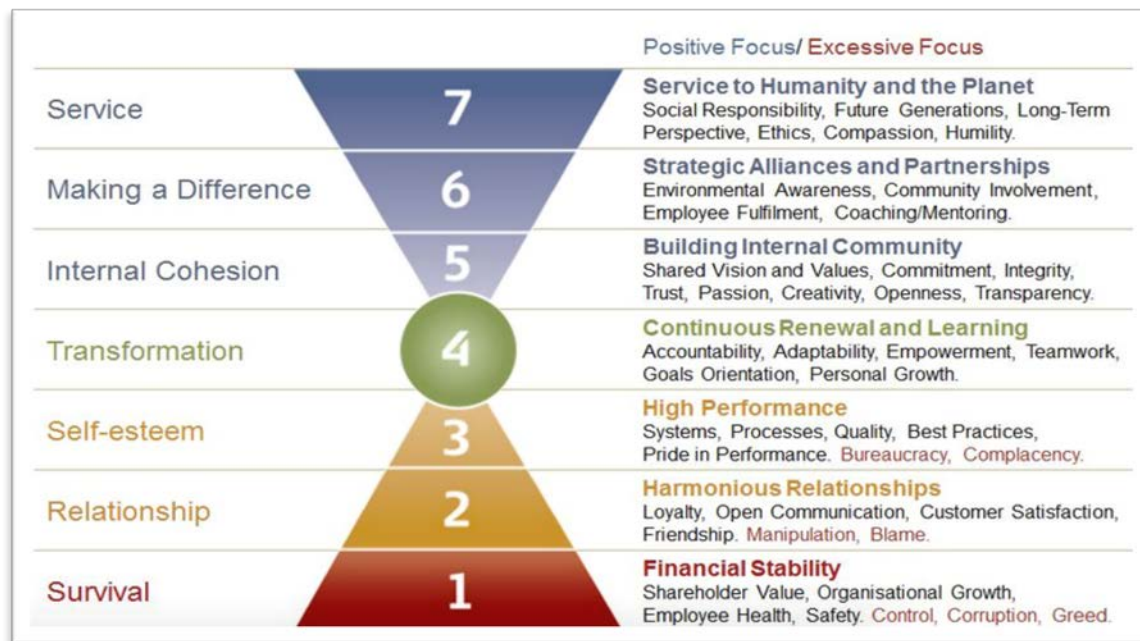 Positive Focus/ Excessive Focus
Service
7
Service to Humanity and the Planet
Social Responsibility, Future Generations, Long-Term
Perspective, Ethics, Compassion, Humility.
Making a Difference
6
Strategic Alliances and Partnerships
Environmental Awareness, Community Involvement,
Employee Fulfilment, Coaching/Mentoring.
Internal Cohesion
5
Building Internal Community
Shared Vision and Values, Commitment, Integrity,
Trust, Passion, Creativity, Openness, Transparency.
Transformation
4
Continuous Renewal and Learning
Accountability, Adaptability, Empowerment, Teamwork,
Goals Orientation, Personal Growth.
Self-esteem
3
High Performance
Systems, Processes, Quality, Best Practices,
Pride in Performance. Bureaucracy, Complacency.
Relationship
2
Harmonious Relationships
Loyalty, Open Communication, Customer Satisfaction,
Friendship. Manipulation, Blame.
Survival
1
Financial Stability
Shareholder Value, Organisational Growth,
Employee Health, Safety. Control, Corruption, Greed.